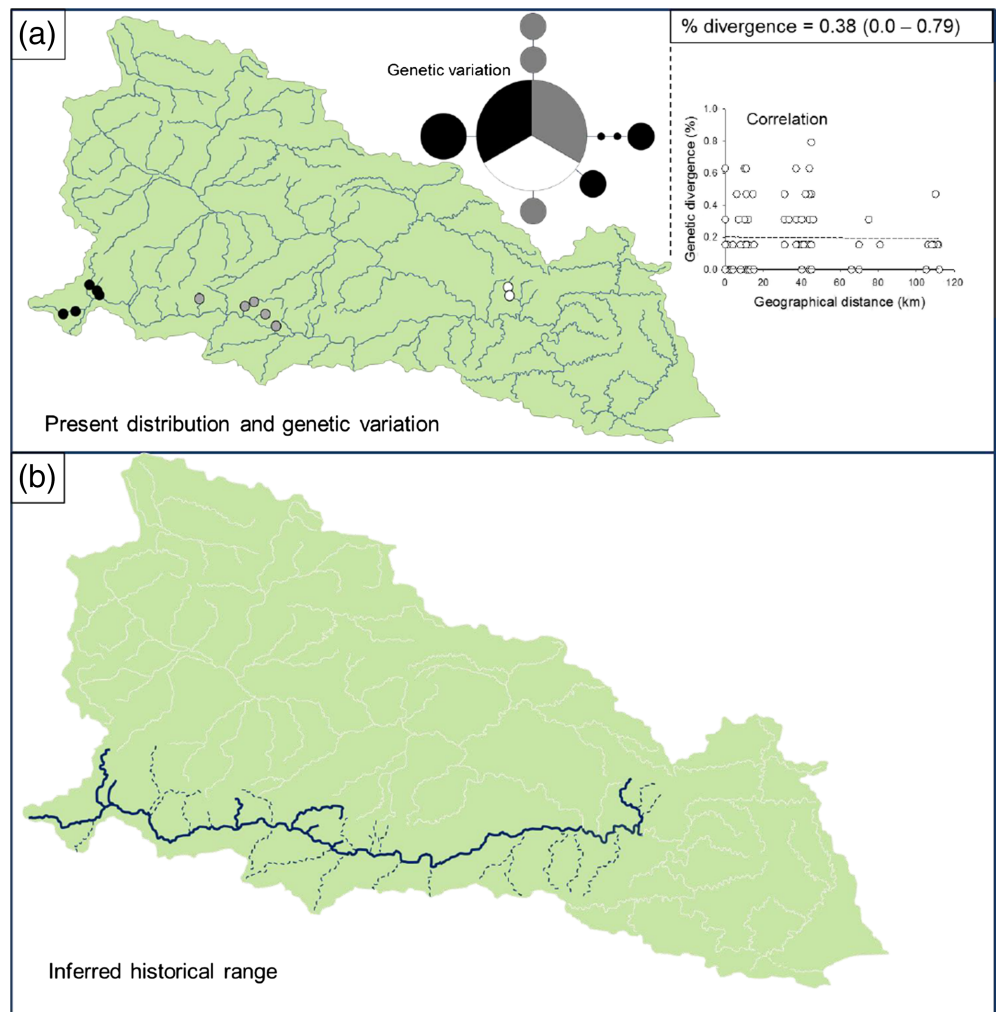 (a)
% divergence = 0.38 (0.0 – 0.79)
Genetic variation
Correlation
Genetic divergence (%)
1.0
0.8
0.6
0.4
0.2
0.0
0 20 40 60 80 100 120
Geographical distance (km)
Present distribution and genetic variation
(b)
Inferred historical range